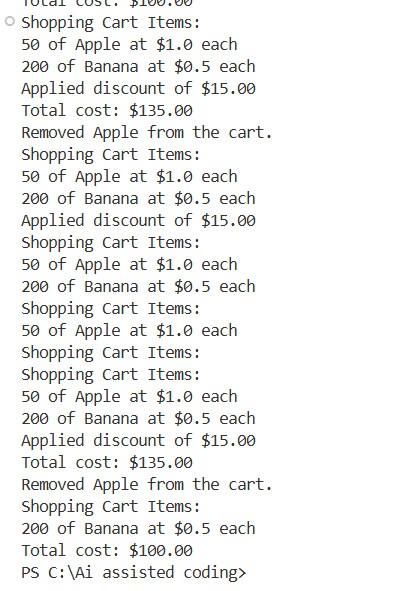 Total cost: $100.00
Shopping Cart Items:
50 of Apple at $1.0 each
200 of Banana at $0.5 each
Applied discount of $15.00
Total cost: $135.00
Removed Apple from the cart.
Shopping Cart Items:
50 of Apple at $1.0 each
200 of Banana at $0.5 each
Applied discount of $15.00
Shopping Cart Items:
50 of Apple at $1.0 each
200 of Banana at $0.5 each
Shopping Cart Items:
50 of Apple at $1.0 each
Shopping Cart Items:
Shopping Cart Items:
50 of Apple at $1.0 each
200 of Banana at $0.5 each
Applied discount of $15.00
Total cost: $135.00
Removed Apple from the cart.
Shopping Cart Items:
200 of Banana at $0.5 each
Total cost: $100.00
PS C:\Ai assisted coding>